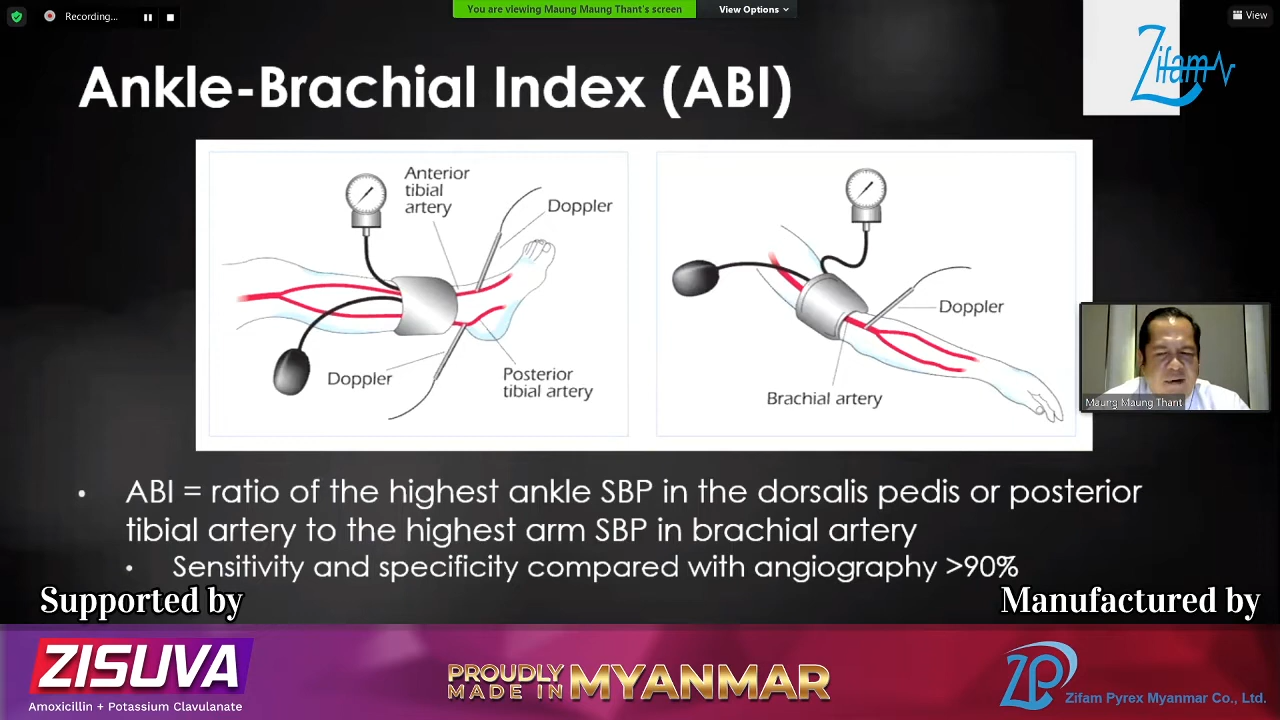 Recording...
You are viewing Maung Maung Thant's screen
View Options
View
Ankle-Brachial Index (ABI)
Zifam
Anterior
tibial
artery
Doppler
Doppler
Posterior
tibial artery
Doppler
Brachial artery
Maung Maung Thant
• ABI = ratio of the highest ankle SBP in the dorsalis pedis or posterior
tibial artery to the highest arm SBP in brachial artery
• Sensitivity and specificity compared with angiography >90%
Supported by
Manufactured by
ZISUVA
Amoxicillin + Potassium Clavulanate
PROUDLY
MADE IN
MYANMAR
ZP
Zifam Pyrex Myanmar Co., Ltd.